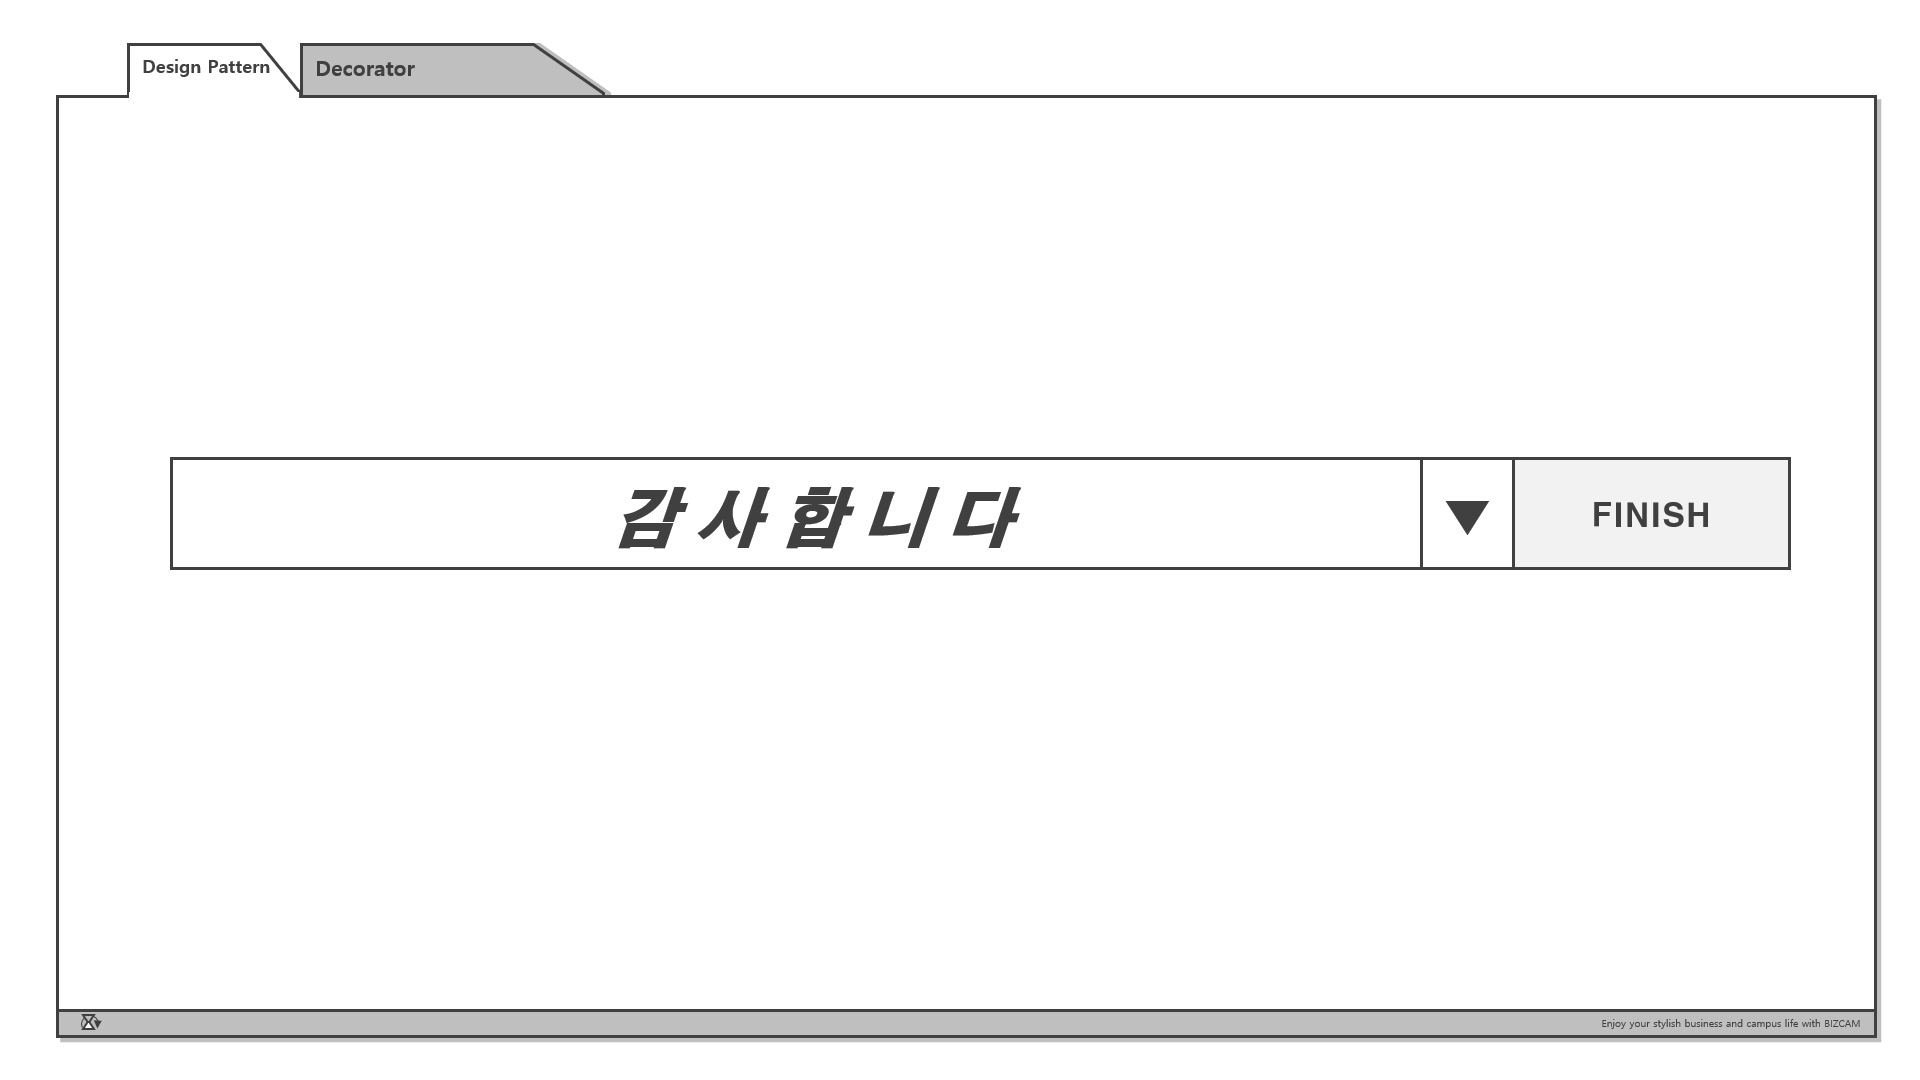 Design Pattern
Decorator
감사합니다
FINISH
Enjoy your stylish business and campus life with BIZCAM